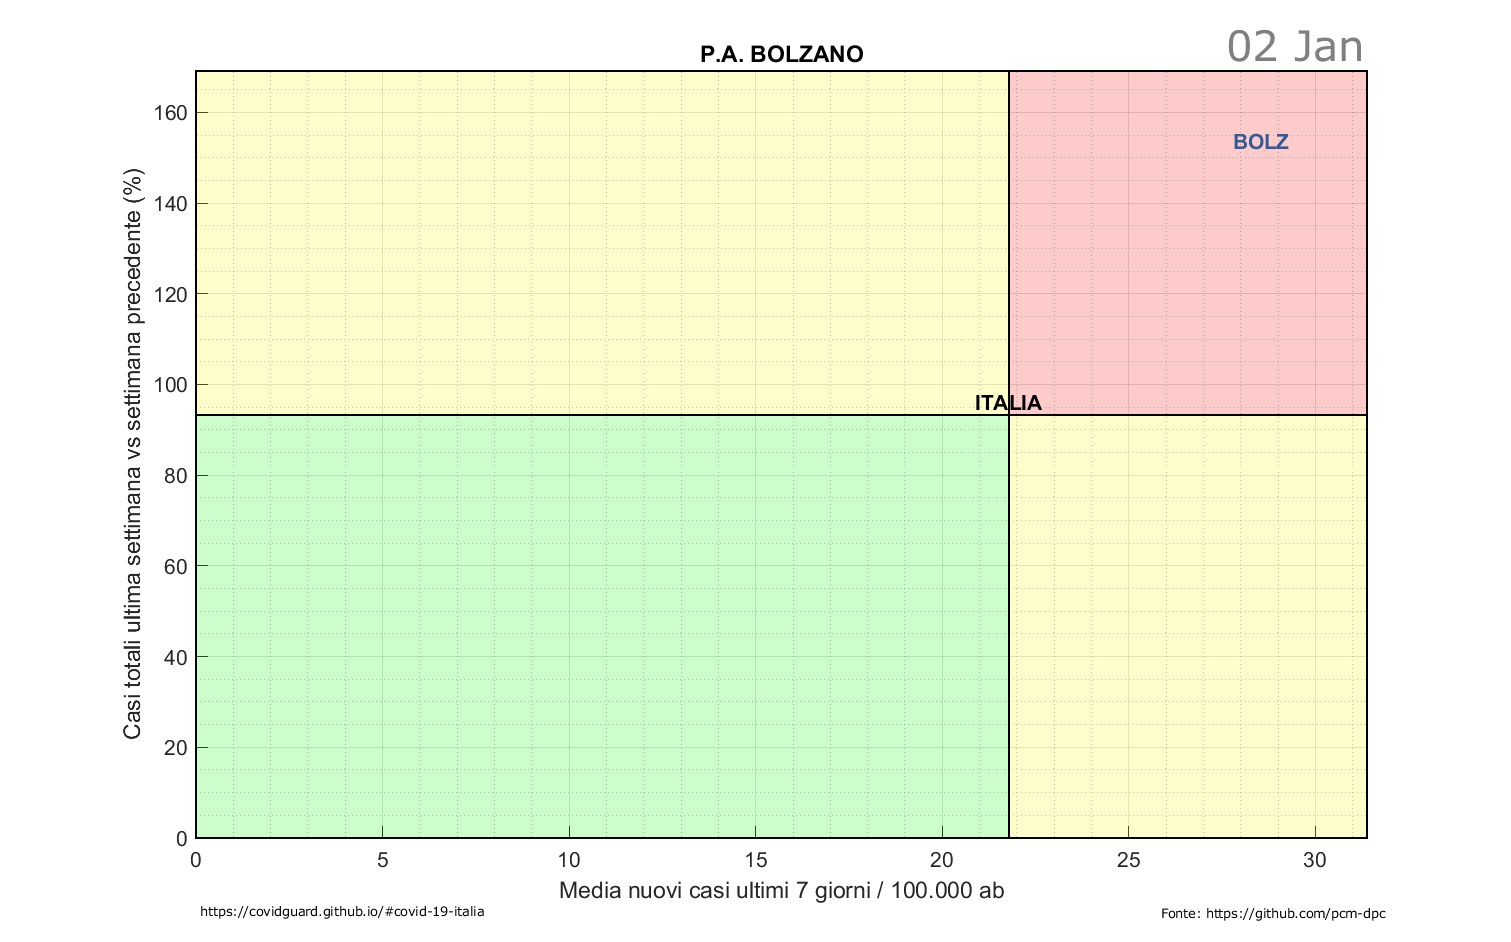 P.A. BOLZANO
02 Jan
Casi totali ultima settimana vs settimana precedente (%)
160
140
120
100
80
60
40
20
0
BOLZ
ITALIA
0 5 10 15 20 25 30
Media nuovi casi ultimi 7 giorni / 100.000 ab
https://covidguard.github.io/#covid-19-italia
Fonte: https://github.com/pcm-dpc